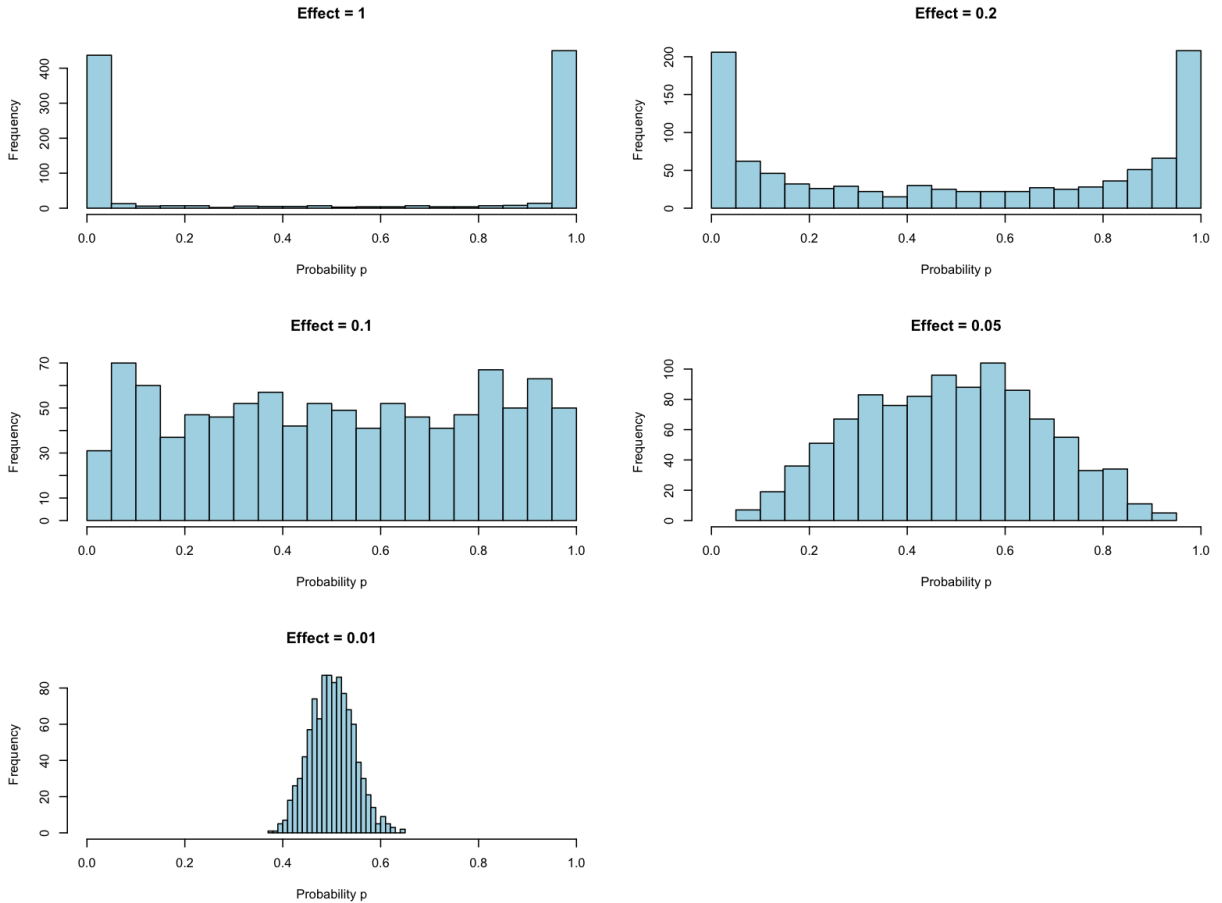 Effect = 1
Frequency
0
100
200
300
400
0.0 0.2 0.4 0.6 0.8 1.0
Probability p
Effect = 0.2
Frequency
0
50
100
150
200
0.0 0.2 0.4 0.6 0.8 1.0
Probability p
Effect = 0.1
Frequency
0
10
30
50
70
0.0 0.2 0.4 0.6 0.8 1.0
Probability p
Effect = 0.05
Frequency
0
20
40
60
80
100
0.0 0.2 0.4 0.6 0.8 1.0
Probability p
Effect = 0.01
Frequency
0
20
40
60
80
0.0 0.2 0.4 0.6 0.8 1.0
Probability p